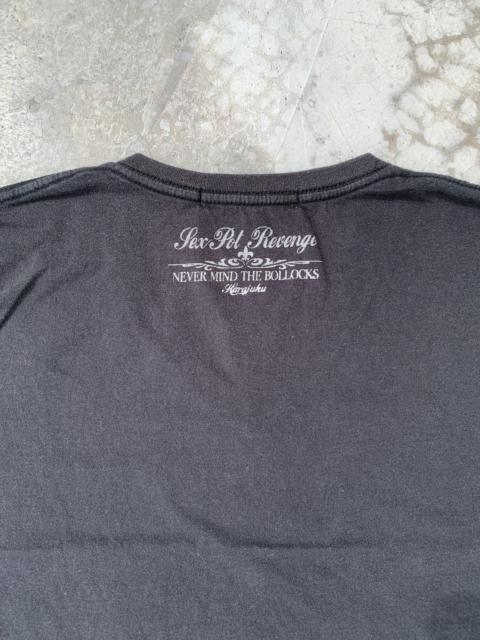 Sex Pot Revenge
NEVER MIND THE BOLLOCKS
Harajuku